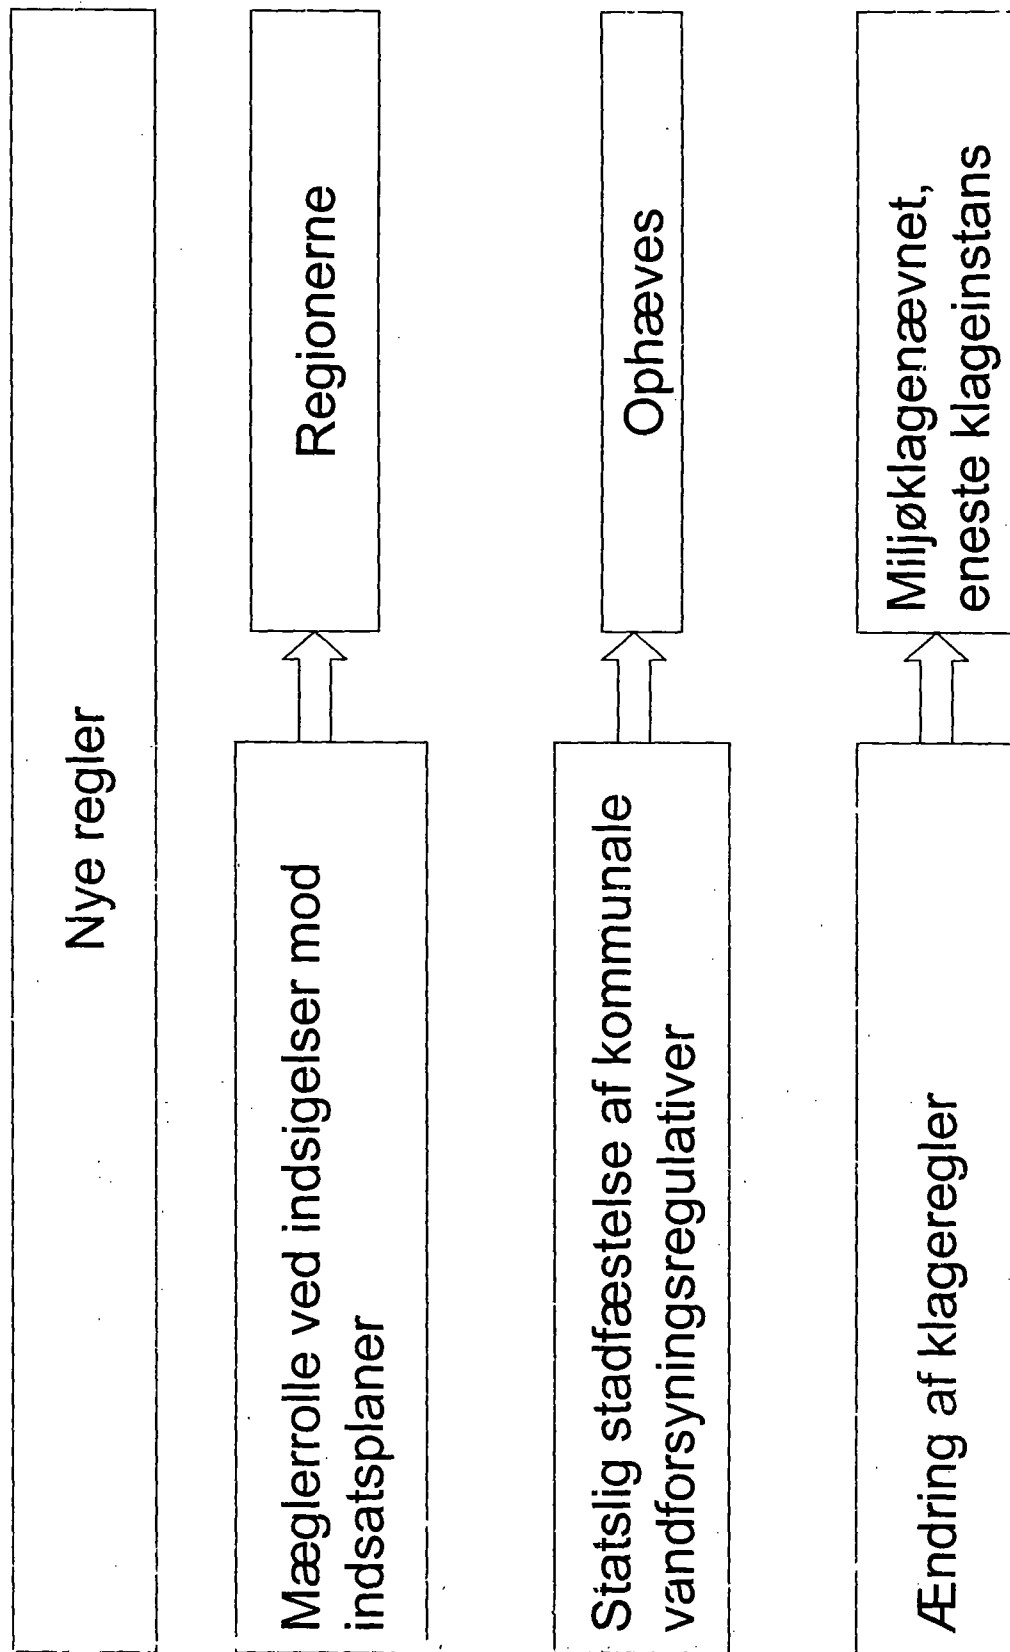 Nye regler
Mæglerrolle ved indsigelser mod
indsatsplaner
Regionerne
Statslig stadfæstelse af kommunale
vandforsyningsregulativer
Ophæves
Ændring af klageregler
Miljøklagenævnet,
eneste klageinstans